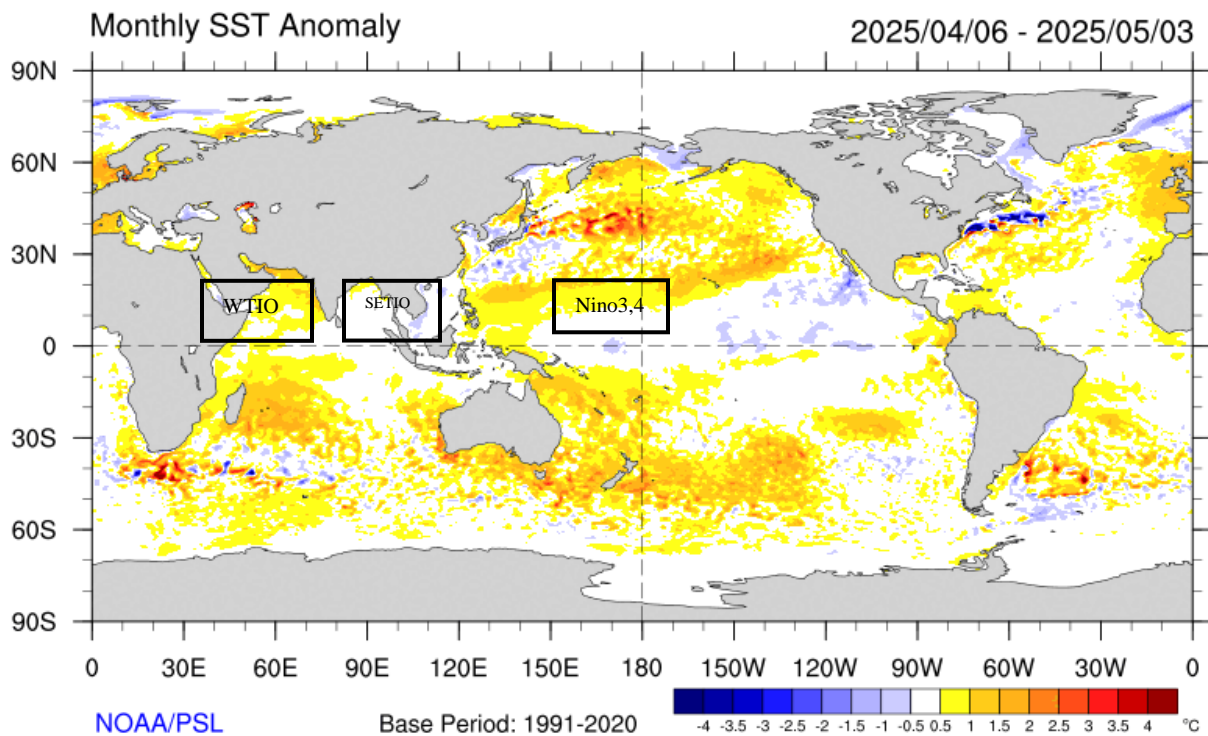 Monthly SST Anomaly 2025/04/06 - 2025/05/03
90N
60N
30N
WTIO SETIO Nino3,4
0
30S
60S
90S
0 30E 60E 90E 120E 150E 180 150W 120W 90W 60W 30W 0
NOAA/PSL Base Period: 1991-2020
-4 -3.5 -3 -2.5 -2 -1.5 -1 -0.5 0.5 1 1.5 2 2.5 3 3.5 4 °C